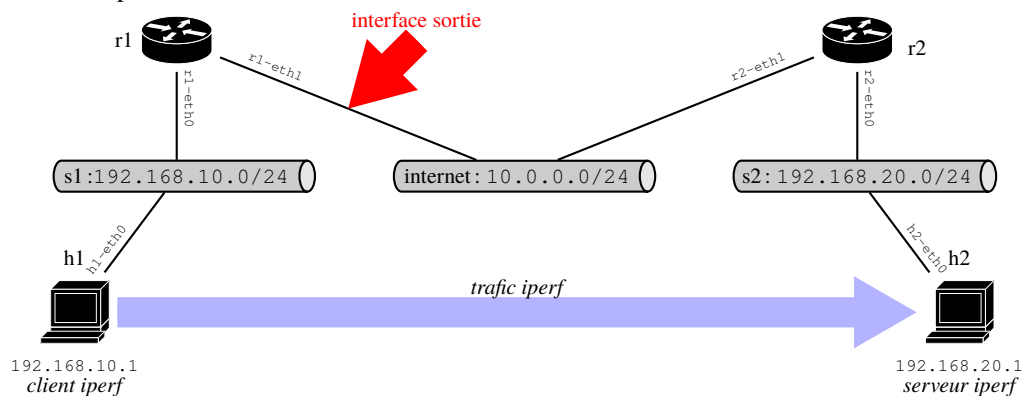 interface sortie
r1
r2
r1-eth1
r2-eth1
r1-eth0
r2-eth0
s1:192.168.10.0/24
internet: 10.0.0.0/24
s2: 192.168.20.0/24
h1-eth0
h2-eth0
h1
h2
trafic iperf
192.168.10.1
client iperf
192.168.20.1
serveur iperf